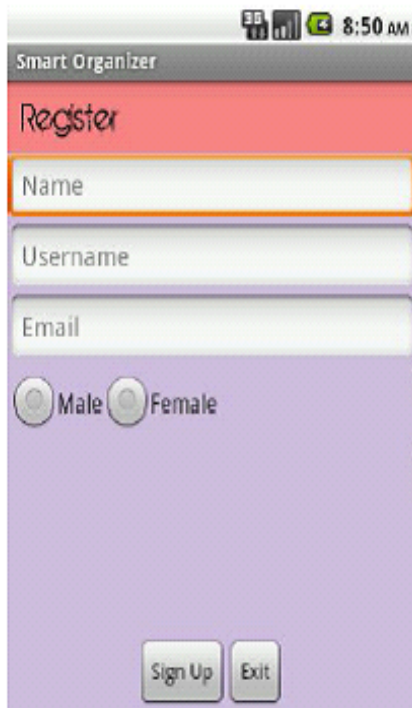 8:50 AM
Smart Organizer
Register
Name
Username
Email
Male Female
Sign Up Exit